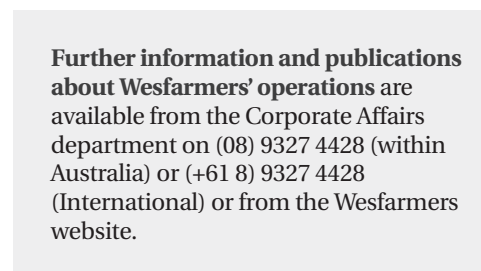 Further information and publications
about Wesfarmers’ operations are
available from the Corporate Affairs
department on (08) 9327 4428 (within
Australia) or (+61 8) 9327 4428
(International) or from the Wesfarmers
website.